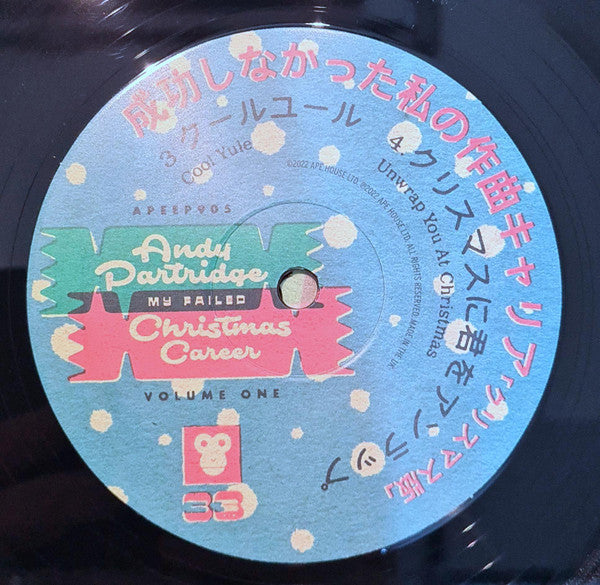 成功しなかった私の作曲キャリア「クリスマス版」
3. クールユール
Cool Yule
4. クリスマスに君をアンラップ
Unwrap You At Christmas
©2022 APE HOUSE LTD. ℗2022 APE HOUSE LTD. ALL RIGHTS RESERVED. MADE IN THE UK.
APEEP905
Andy
Partridge
MY FAILED
Christmas
Career
VOLUME ONE
33